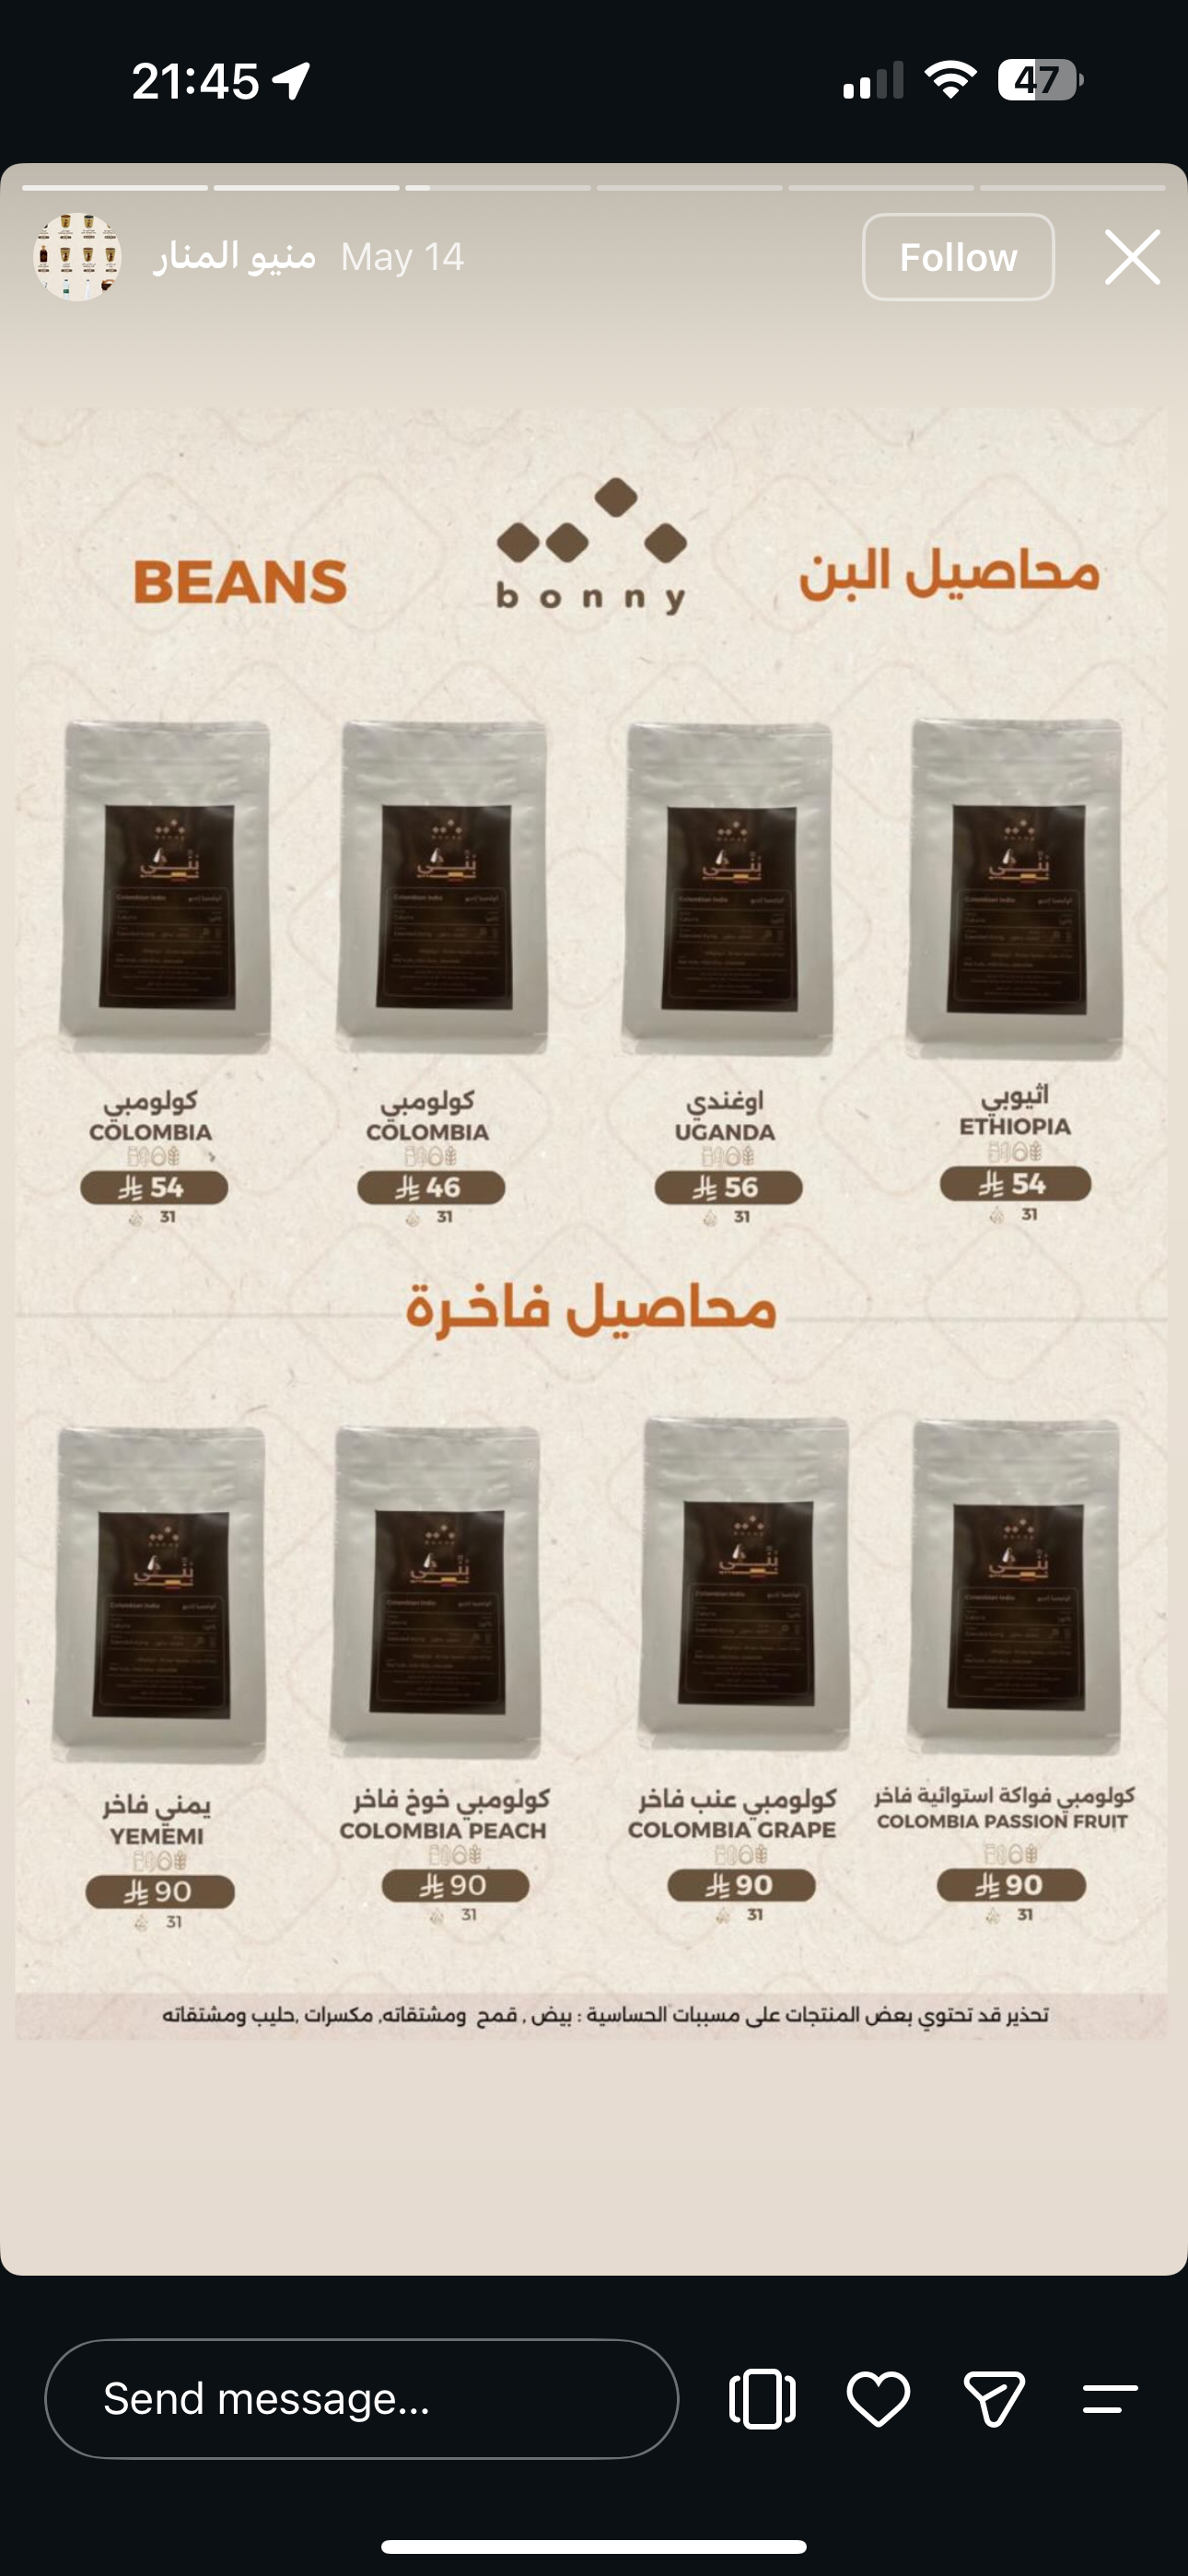 21:45
47
منيو المنار May 14
Follow
BEANS
bonny
محاصيل البن
كولومبي
COLOMBIA
54
31
كولومبي
COLOMBIA
46
31
اوغندي
UGANDA
56
31
اثيوبي
ETHIOPIA
54
31
محاصيل فاخرة
يمني فاخر
YEMEMI
90
31
كولومبي خوخ فاخر
COLOMBIA PEACH
90
31
كولومبي عنب فاخر
COLOMBIA GRAPE
90
31
كولومبي فواكة استوائية فاخر
COLOMBIA PASSION FRUIT
90
31
تحذير قد تحتوي بعض المنتجات على مسببات الحساسية : بيض , قمح ومشتقاته, مكسرات ,حليب ومشتقاته
Send message...